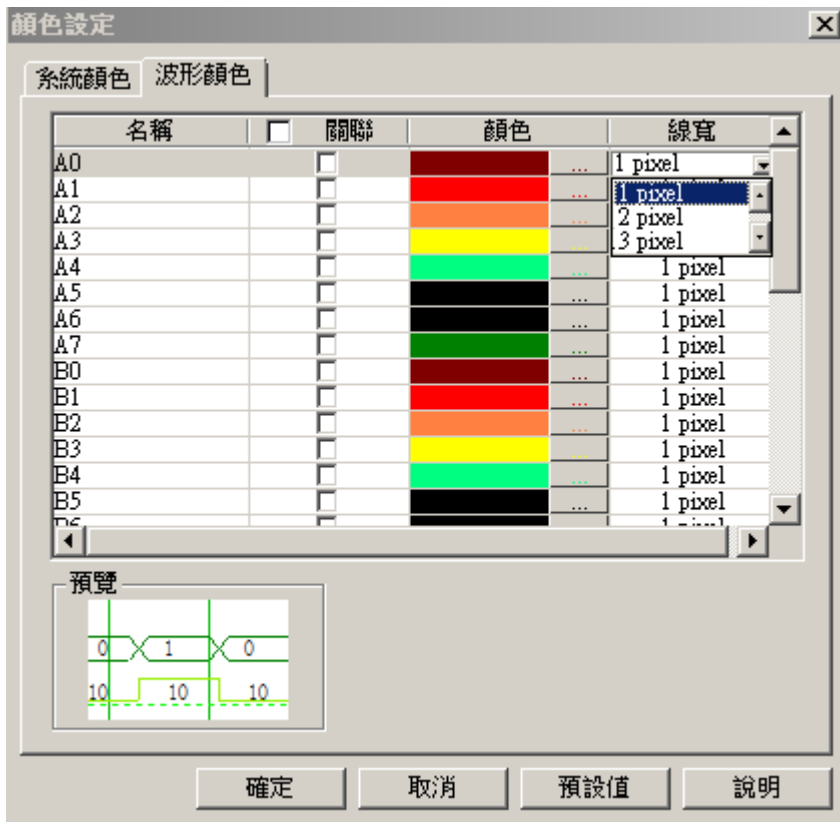 顏色設定
系統顏色 波形顏色
名稱 關聯 顏色 線寬
A0 ... 1 pixel
A1 ... 1 pixel
A2 ... 2 pixel
A3 ... 3 pixel
A4 ... 1 pixel
A5 ... 1 pixel
A6 ... 1 pixel
A7 ... 1 pixel
B0 ... 1 pixel
B1 ... 1 pixel
B2 ... 1 pixel
B3 ... 1 pixel
B4 ... 1 pixel
B5 ... 1 pixel
預覽
0 1 0
10 10 10
確定 取消 預設值 說明